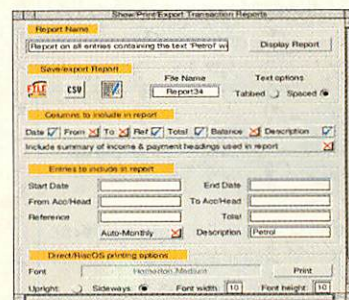 Show/Print/Export Transaction Reports
Report Name
Report on all entries containing the text 'Petrol' wi
Display Report
Save/export Report
File Name
Text options
FILE
CSV
Report34
Tabbed
Spaced
Columns to include in report
Date From To Ref Total Balance Description
Include summary of income & payment headings used in report
Entries to include in report
Start Date
End Date
From Acc/Head
To Acc/Head
Reference
Total
Auto-Monthly
Description Petrol
Direct/RiscOS printing options
Font Homerton.Medium
Print
Upright: Sideways Font width: 10 Font height: 10